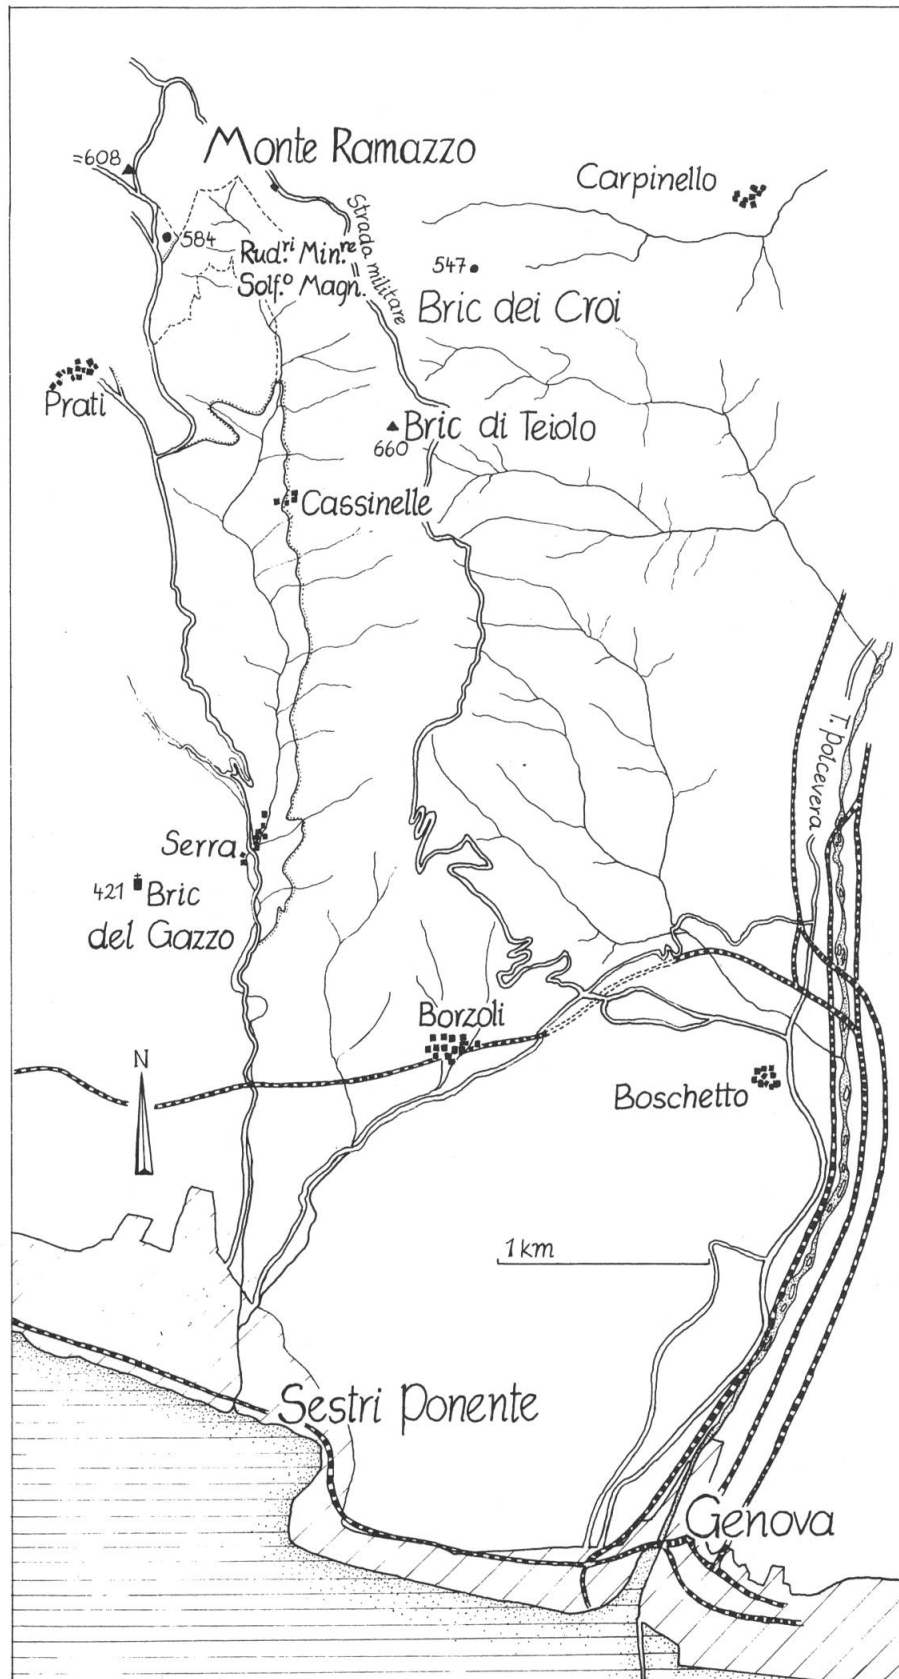 Monte Ramazzo
=608
Carpinello
584
Rud.ri Min.re
Solf.o Magn.
Strada militare
547
Bric dei Croi
Prati
Bric di Teiolo
660
Cassinelle
T. Polcevera
Serra
421 Bric
del Gazzo
Borzoli
N
Boschetto
1 km
Sestri Ponente
Genova